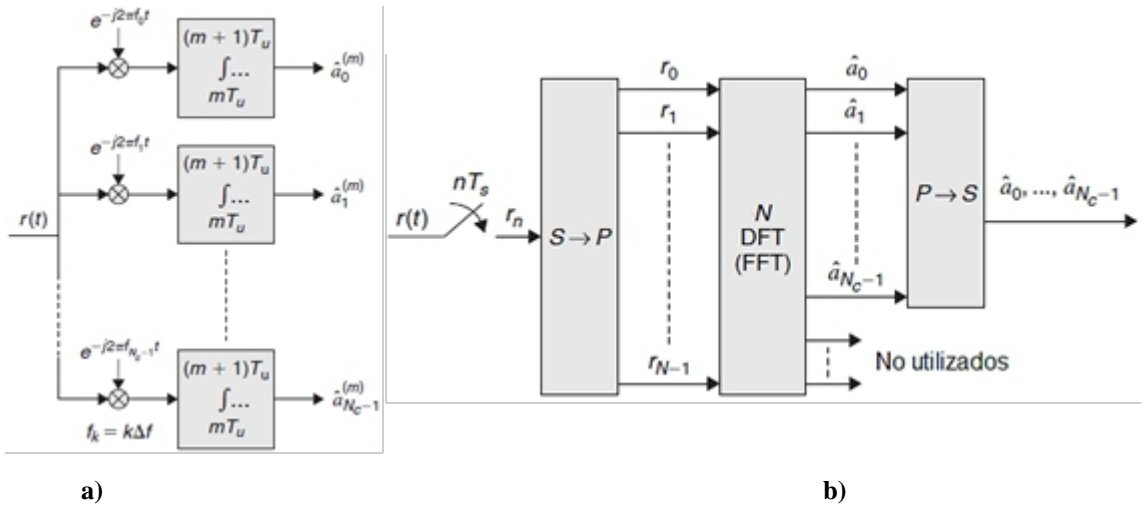 e^{-j2πf_0t}
(m + 1)T_u
∫...
mT_u
â_0^{(m)}
e^{-j2πf_1t}
(m + 1)T_u
∫...
mT_u
â_1^{(m)}
r(t)
e^{-j2πf_{N_c-1}t}
(m + 1)T_u
∫...
mT_u
â_{N_c-1}^{(m)}
f_k = kΔf
r(t)
nT_s
r_n
S → P
r_0
r_1
r_{N-1}
N
DFT
(FFT)
â_0
â_1
â_{N_c-1}
No utilizados
P → S
â_0, ..., â_{N_c-1}
a)
b)